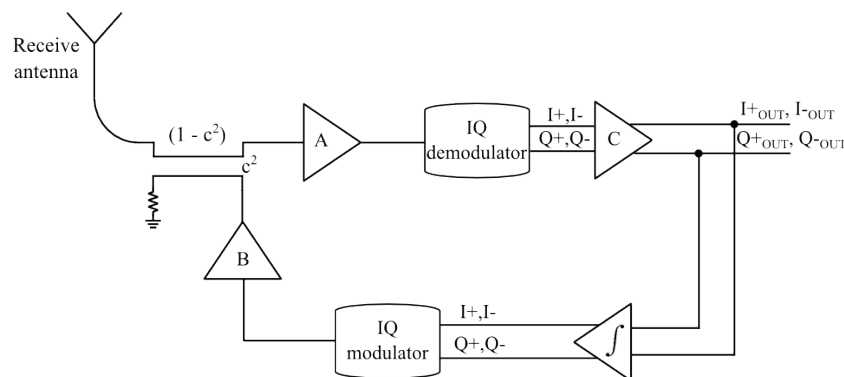 Receive
antenna
(1 - c²)
c²
A
IQ
demodulator
I+,I-
Q+,Q-
C
I+OUT, I-OUT
Q+OUT, Q-OUT
B
IQ
modulator
I+,I-
Q+,Q-
∫